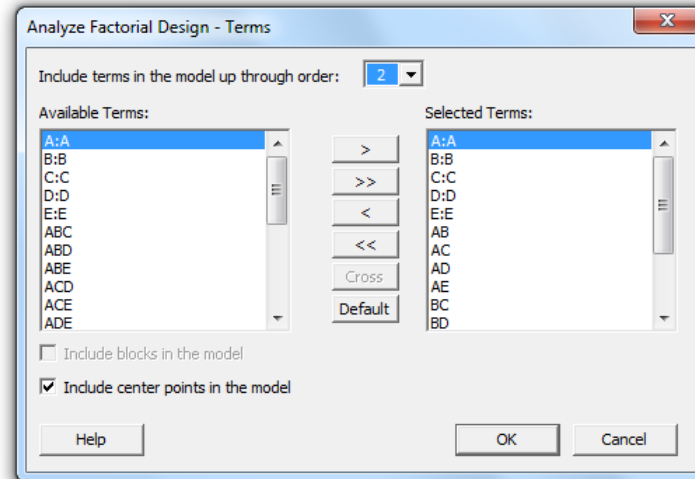 Analyze Factorial Design - Terms
Include terms in the model up through order: 2
Available Terms:
A:A
B:B
C:C
D:D
E:E
ABC
ABD
ABE
ACD
ACE
ADE
>
>>
<
<<
Cross
Default
Selected Terms:
A:A
B:B
C:C
D:D
E:E
AB
AC
AD
AE
BC
BD
Include blocks in the model
Include center points in the model
Help
OK
Cancel